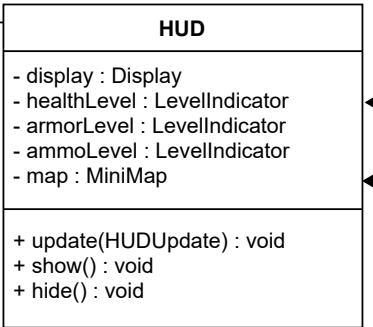 HUD
- display : Display
- healthLevel : LevelIndicator
- armorLevel : LevelIndicator
- ammoLevel : LevelIndicator
- map : MiniMap
+ update(HUDUpdate) : void
+ show() : void
+ hide() : void